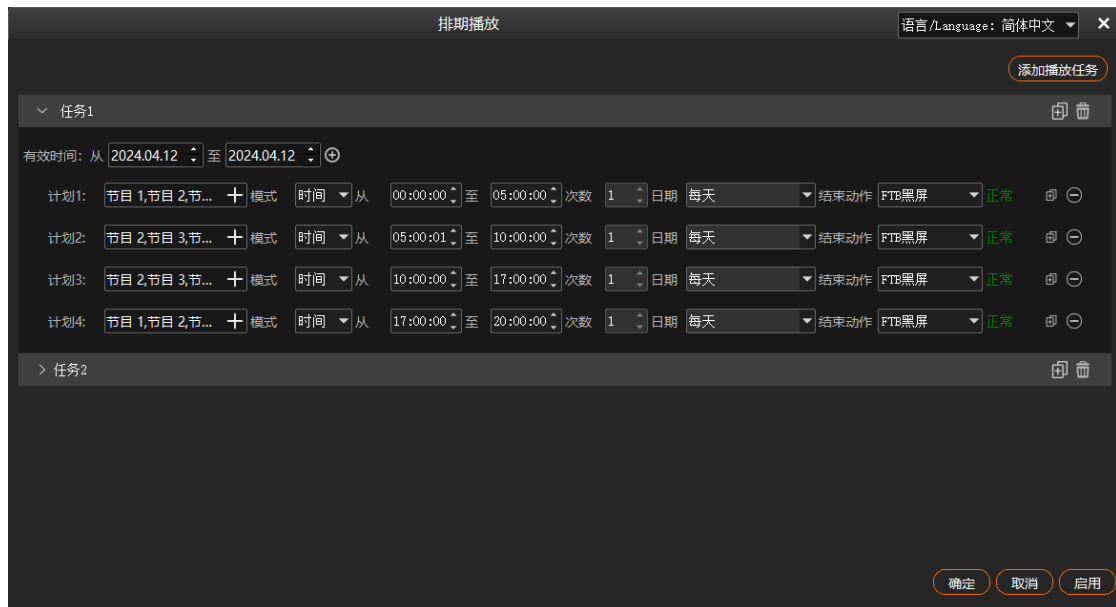 排期播放 语言/Language: 简体中文
添加播放任务
任务1
有效时间: 从 2024.04.12 至 2024.04.12
计划1: 节目 1,节目 2,节... 模式 时间 从 00:00:00 至 05:00:00 次数 1 日期 每天 结束动作 FTB黑屏 正常
计划2: 节目 2,节目 3,节... 模式 时间 从 05:00:01 至 10:00:00 次数 1 日期 每天 结束动作 FTB黑屏 正常
计划3: 节目 2,节目 3,节... 模式 时间 从 10:00:00 至 17:00:00 次数 1 日期 每天 结束动作 FTB黑屏 正常
计划4: 节目 1,节目 2,节... 模式 时间 从 17:00:00 至 20:00:00 次数 1 日期 每天 结束动作 FTB黑屏 正常
任务2
确定 取消 启用